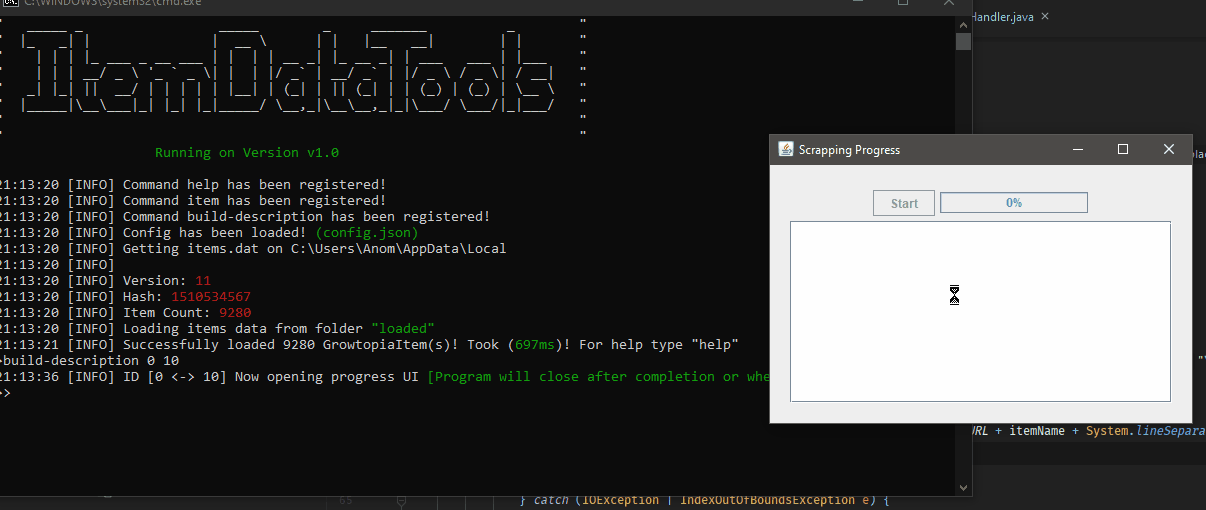 C:\WINDOWS\system32\cmd.exe
ItemDataTools
Running on Version v1.0
21:13:20 [INFO] Command help has been registered!
21:13:20 [INFO] Command item has been registered!
21:13:20 [INFO] Command build-description has been registered!
21:13:20 [INFO] Config has been loaded! (config.json)
21:13:20 [INFO] Getting items.dat on C:\Users\Anom\AppData\Local
21:13:20 [INFO]
21:13:20 [INFO] Version: 11
21:13:20 [INFO] Hash: 1510534567
21:13:20 [INFO] Item Count: 9280
21:13:20 [INFO] Loading items data from folder "loaded"
21:13:21 [INFO] Successfully loaded 9280 GrowtopiaItem(s)! Took (697ms)! For help type "help"
>build-description 0 10
21:13:36 [INFO] ID [0 <-> 10] Now opening progress UI [Program will close after completion or whe
>>
Handler.java ×
Scrapping Progress
Start
0%
URL + itemName + System.lineSepara
65
} catch (IOException | IndexOutOfBoundsException e) {